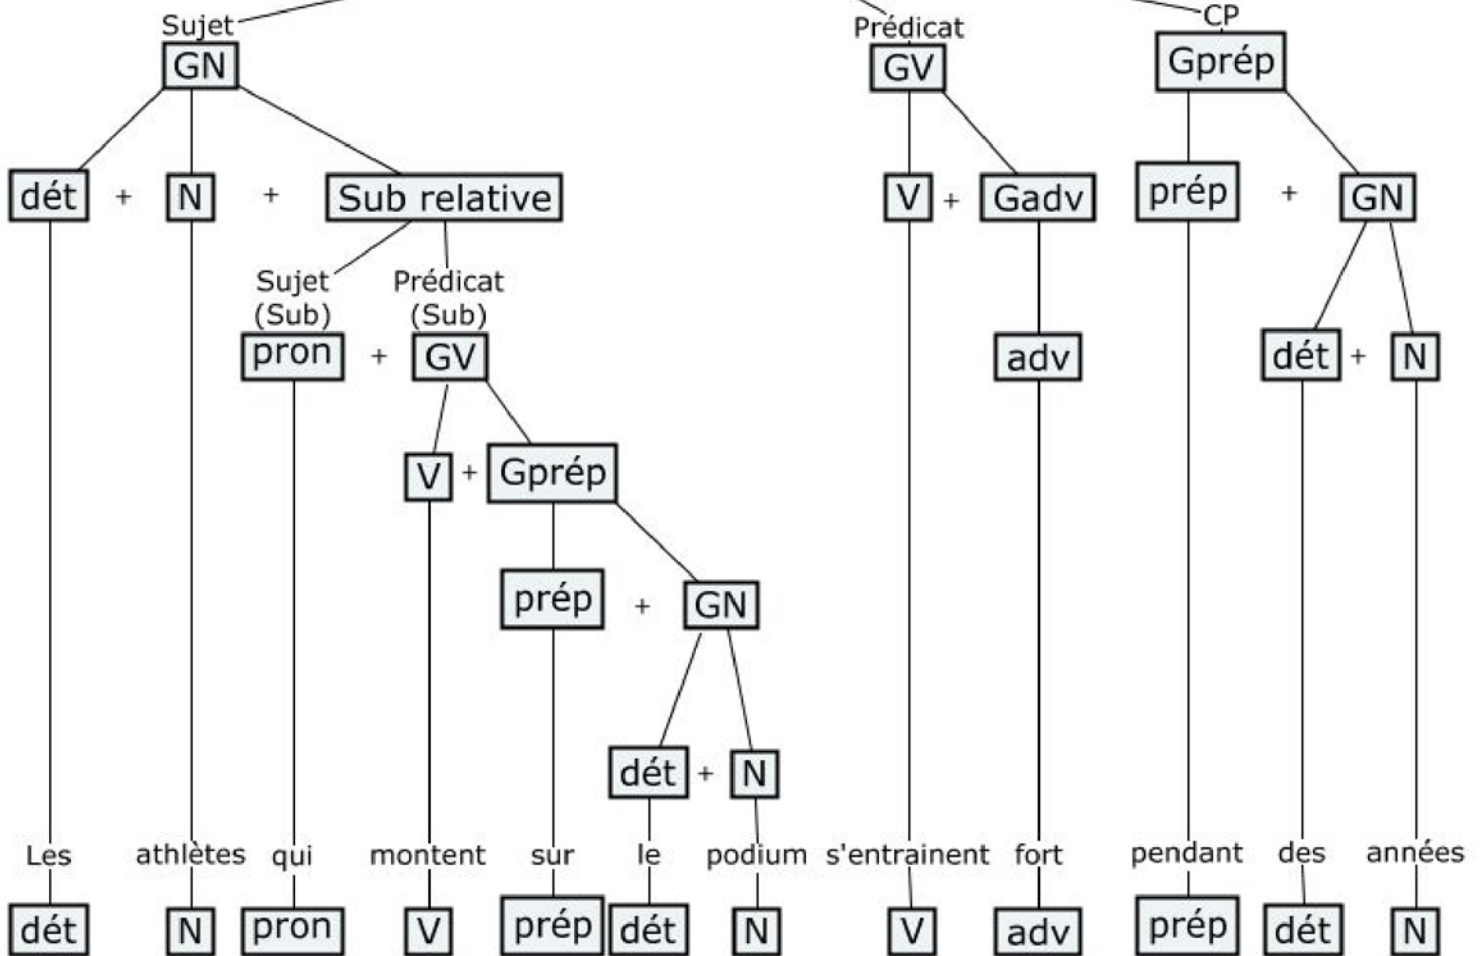 Sujet Prédicat CP
GN GV Gprép
dét + N + Sub relative V + Gadv prép + GN
Sujet Prédicat
(Sub) (Sub)
pron + GV adv dét + N
V + Gprép
prép + GN
dét + N
Les athlètes qui montent sur le podium s'entrainent fort pendant des années
dét N pron V prép dét N V adv prép dét N